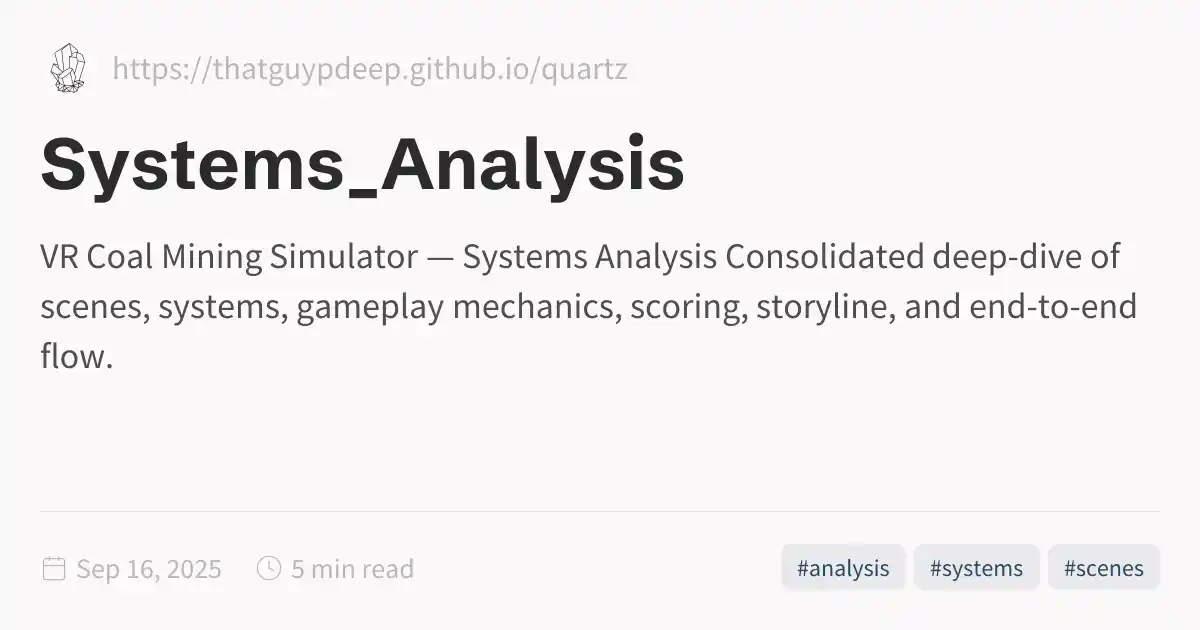 https://thatguypdeep.github.io/quartz
Systems_Analysis
VR Coal Mining Simulator — Systems Analysis Consolidated deep-dive of
scenes, systems, gameplay mechanics, scoring, storyline, and end-to-end
flow.
Sep 16, 2025 5 min read #analysis #systems #scenes